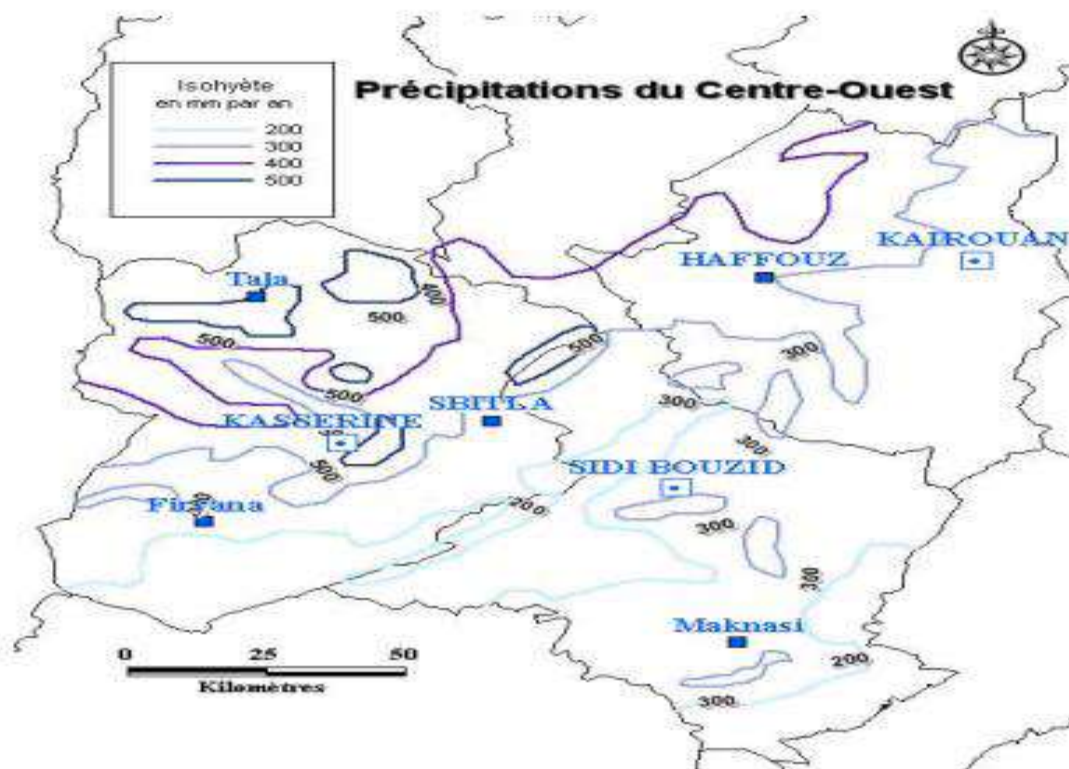 Précipitations du Centre-Ouest
Isohyète
en mm par an
200
300
400
500
KAIROUAN
HAFFOUZ
Tala
400
500
500
500
300
500
SBITLA
KASSERINE
300
300
500
SIDI BOUZID
Firyana
200
300
300
Maknasi
200
300
0 25 50
Kilomètres